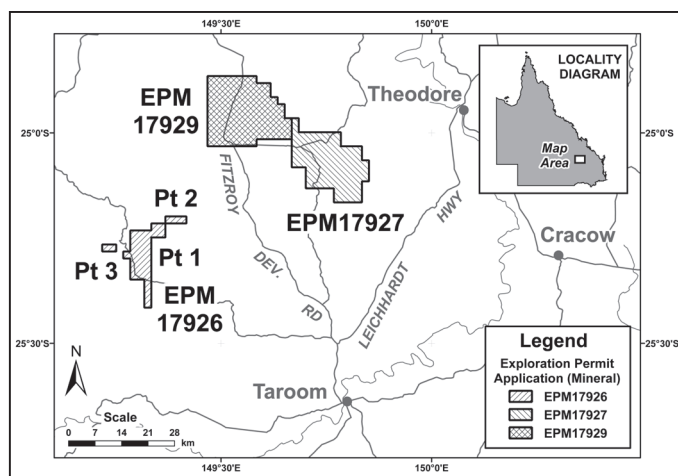 149°30'E
150°0'E
LOCALITY
DIAGRAM
Map
Area
Theodore
EPM
17929
25°0'S
25°0'S
FITZROY
DEV.
RD
LEICHHARDT
HWY
EPM17927
Pt 2
Pt 1
Pt 3
EPM
17926
Cracow
25°30'S
25°30'S
N
Taroom
Scale
0 7 14 21 28
km
Legend
Exploration Permit
Application (Mineral)
EPM17926
EPM17927
EPM17929
149°30'E
150°0'E